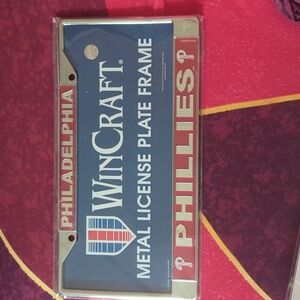 PHILADELPHIA
WINCRAFT®
METAL LICENSE PLATE FRAME
PHILLIES